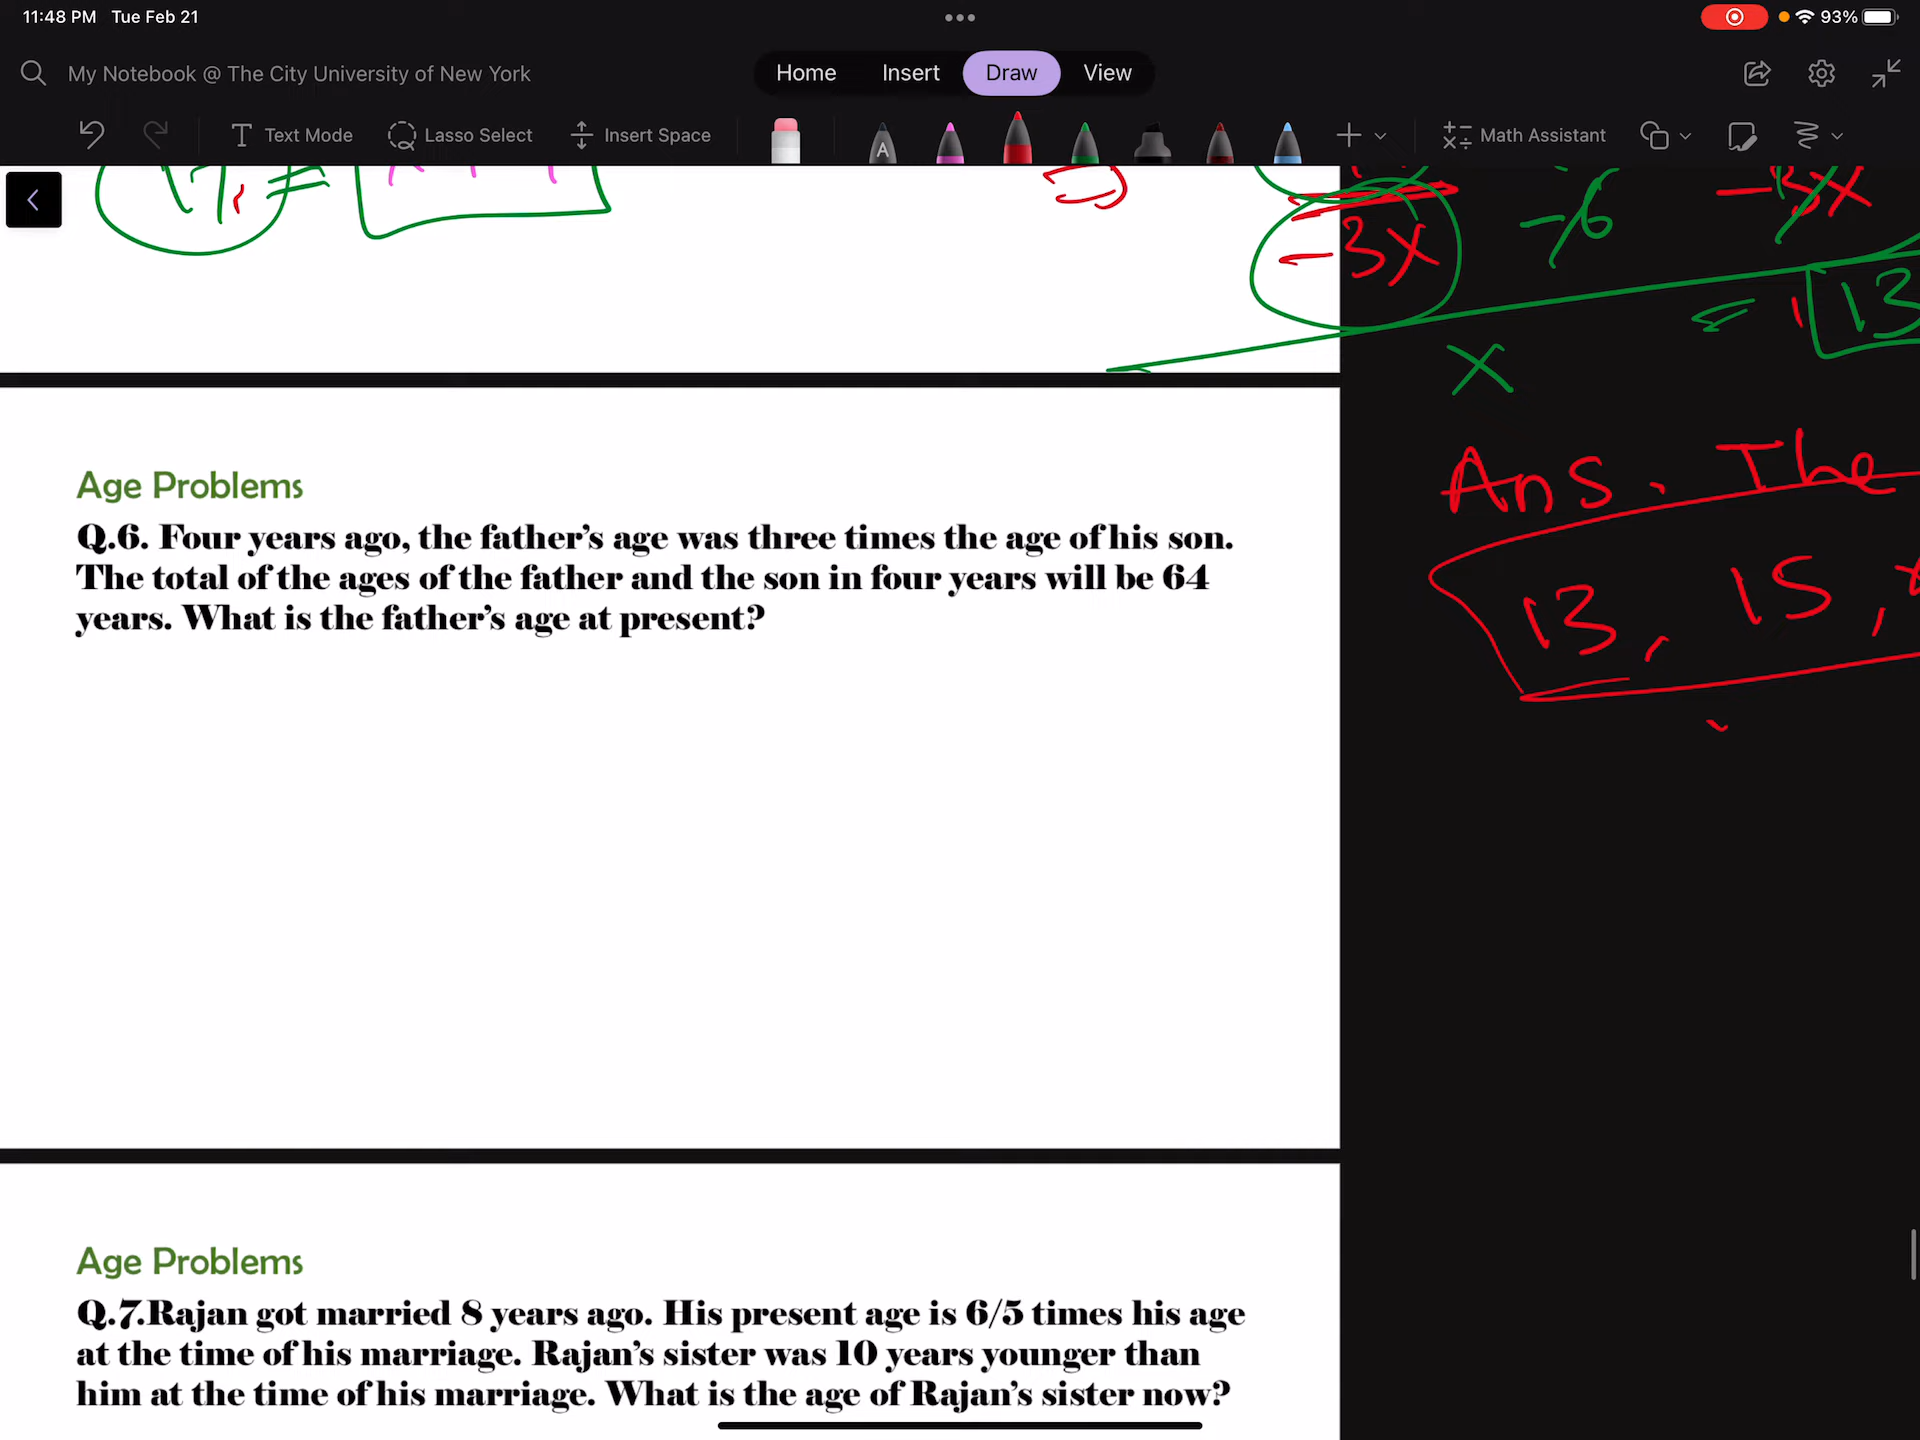 11:48 PM Tue Feb 21
93%
My Notebook @ The City University of New York
Home Insert Draw View
Text Mode Lasso Select Insert Space A Math Assistant
17
-3x
-6
-3x
13
x
Ans. The
13, 15,
Age Problems
Q.6. Four years ago, the father's age was three times the age of his son.
The total of the ages of the father and the son in four years will be 64
years. What is the father's age at present?
Age Problems
Q.7.Rajan got married 8 years ago. His present age is 6/5 times his age
at the time of his marriage. Rajan's sister was 10 years younger than
him at the time of his marriage. What is the age of Rajan's sister now?